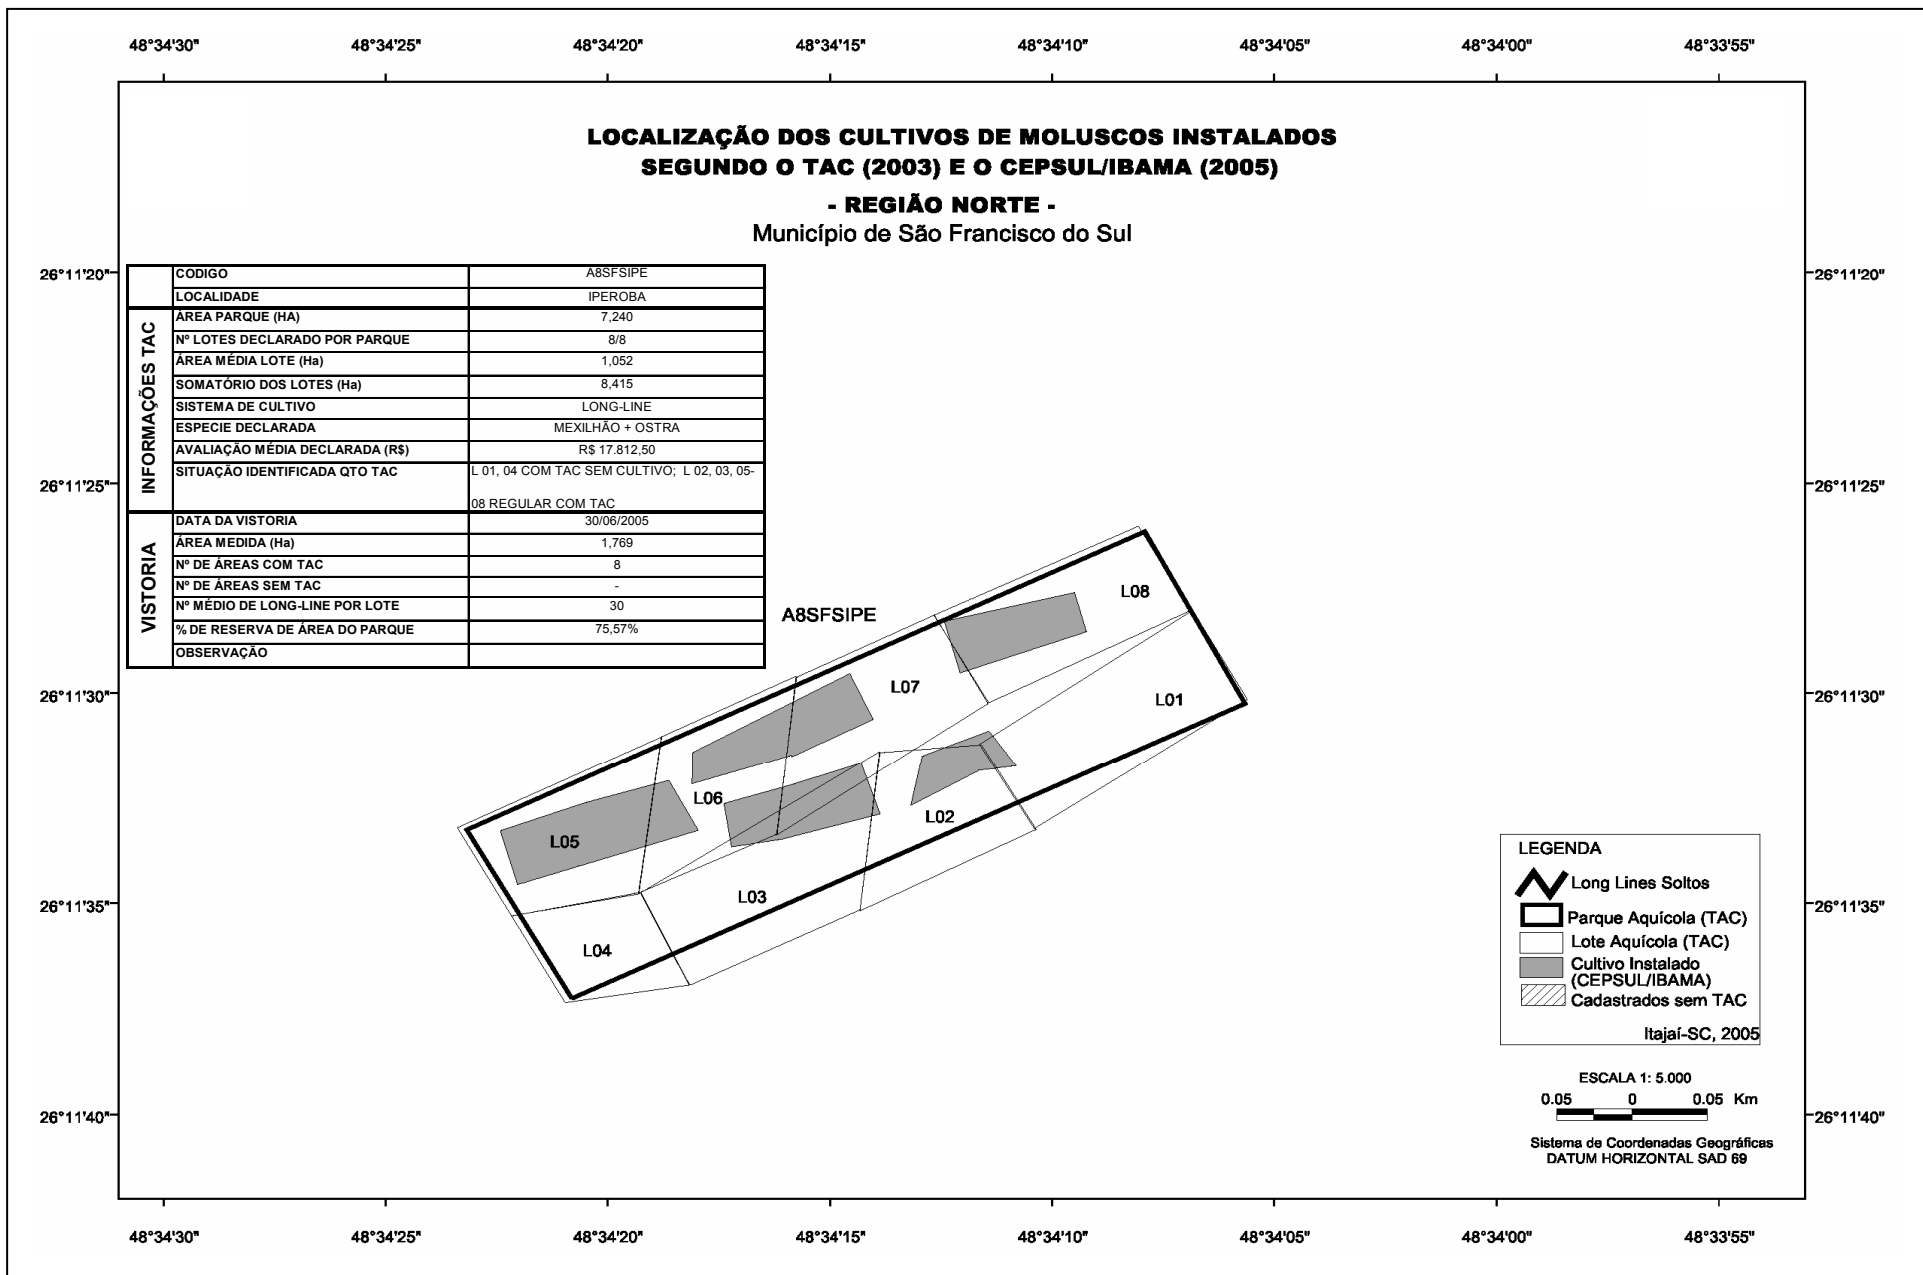 48°34'30" 48°34'25" 48°34'20" 48°34'15" 48°34'10" 48°34'05" 48°34'00" 48°33'55"
LOCALIZAÇÃO DOS CULTIVOS DE MOLUSCOS INSTALADOS
SEGUNDO O TAC (2003) E O CEPSUL/IBAMA (2005)
- REGIÃO NORTE -
Município de São Francisco do Sul
26°11'20" 26°11'20"
CODIGO A8SFSIPE
LOCALIDADE IPEROBA
INFORMAÇÕES TAC
ÁREA PARQUE (HA) 7,240
Nº LOTES DECLARADO POR PARQUE 8/8
ÁREA MÉDIA LOTE (Ha) 1,052
SOMATÓRIO DOS LOTES (Ha) 8,415
SISTEMA DE CULTIVO LONG-LINE
ESPECIE DECLARADA MEXILHÃO + OSTRA
AVALIAÇÃO MÉDIA DECLARADA (R$) R$ 17.812,50
SITUAÇÃO IDENTIFICADA QTO TAC L 01, 04 COM TAC SEM CULTIVO; L 02, 03, 05-
08 REGULAR COM TAC
26°11'25" 26°11'25"
VISTORIA
DATA DA VISTORIA 30/06/2005
ÁREA MEDIDA (Ha) 1,769
Nº DE ÁREAS COM TAC 8
Nº DE ÁREAS SEM TAC -
Nº MÉDIO DE LONG-LINE POR LOTE 30
% DE RESERVA DE ÁREA DO PARQUE 75,57%
OBSERVAÇÃO
A8SFSIPE
L08
L07
L01
26°11'30" 26°11'30"
L06
L02
L05
L03
L04
26°11'35" 26°11'35"
LEGENDA
Long Lines Soltos
Parque Aquícola (TAC)
Lote Aquícola (TAC)
Cultivo Instalado
(CEPSUL/IBAMA)
Cadastrados sem TAC
Itajaí-SC, 2005
ESCALA 1: 5.000
0.05 0 0.05 Km
26°11'40" 26°11'40"
Sistema de Coordenadas Geográficas
DATUM HORIZONTAL SAD 69
48°34'30" 48°34'25" 48°34'20" 48°34'15" 48°34'10" 48°34'05" 48°34'00" 48°33'55"